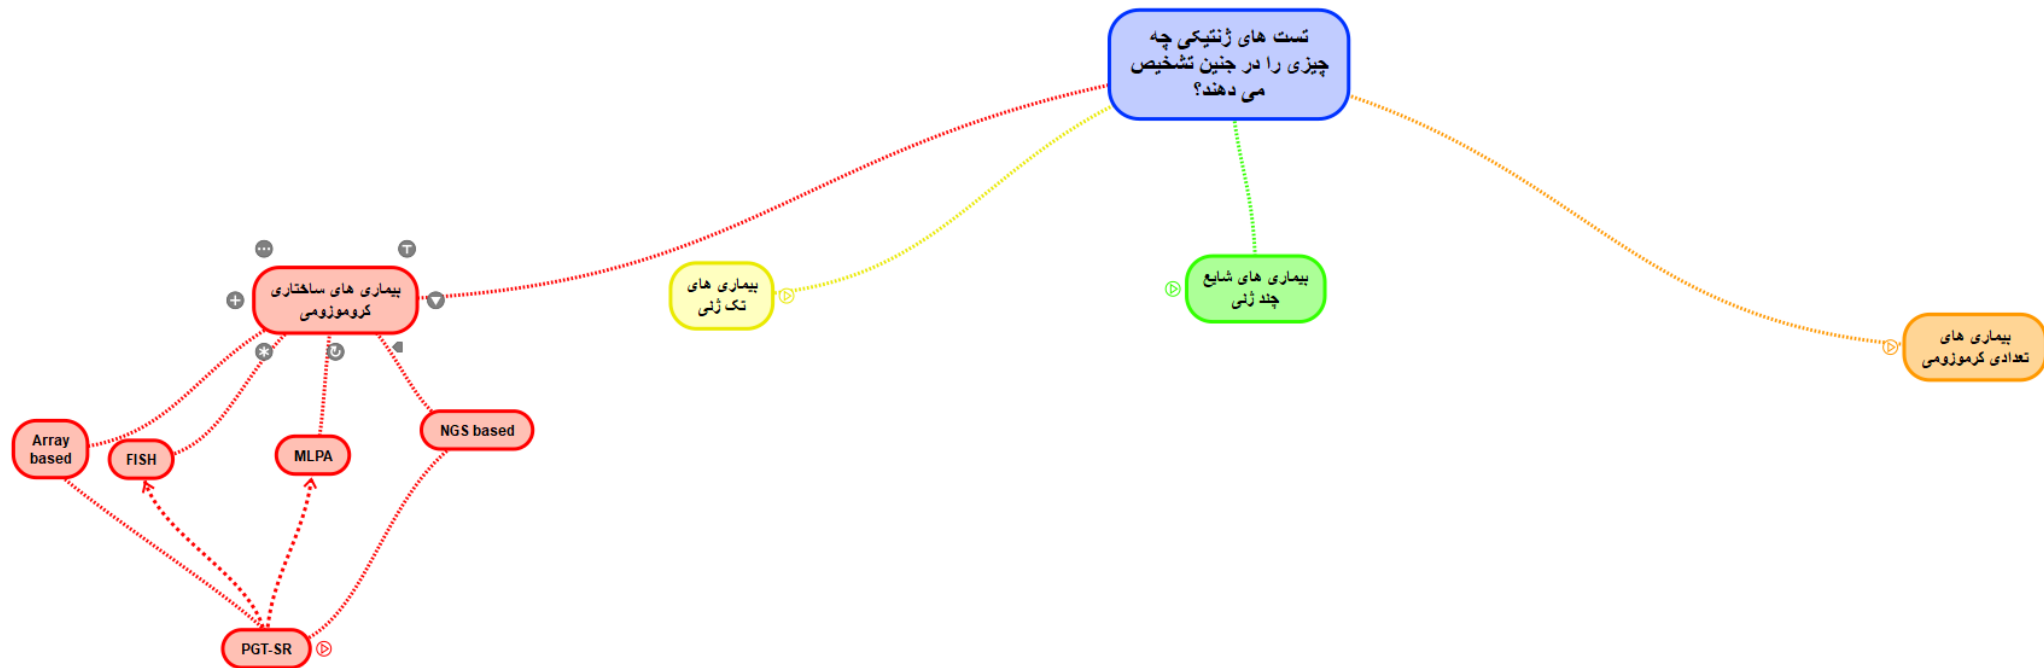 تست های ژنتیکی چه
چیزی را در جنین تشخیص
می دهند؟
بیماری های ساختاری
کروموزومی
بیماری های
تک ژنی
بیماری های شایع
چند ژنی
بیماری های
تعدادی کرموزومی
Array
based
FISH
MLPA
NGS based
PGT-SR